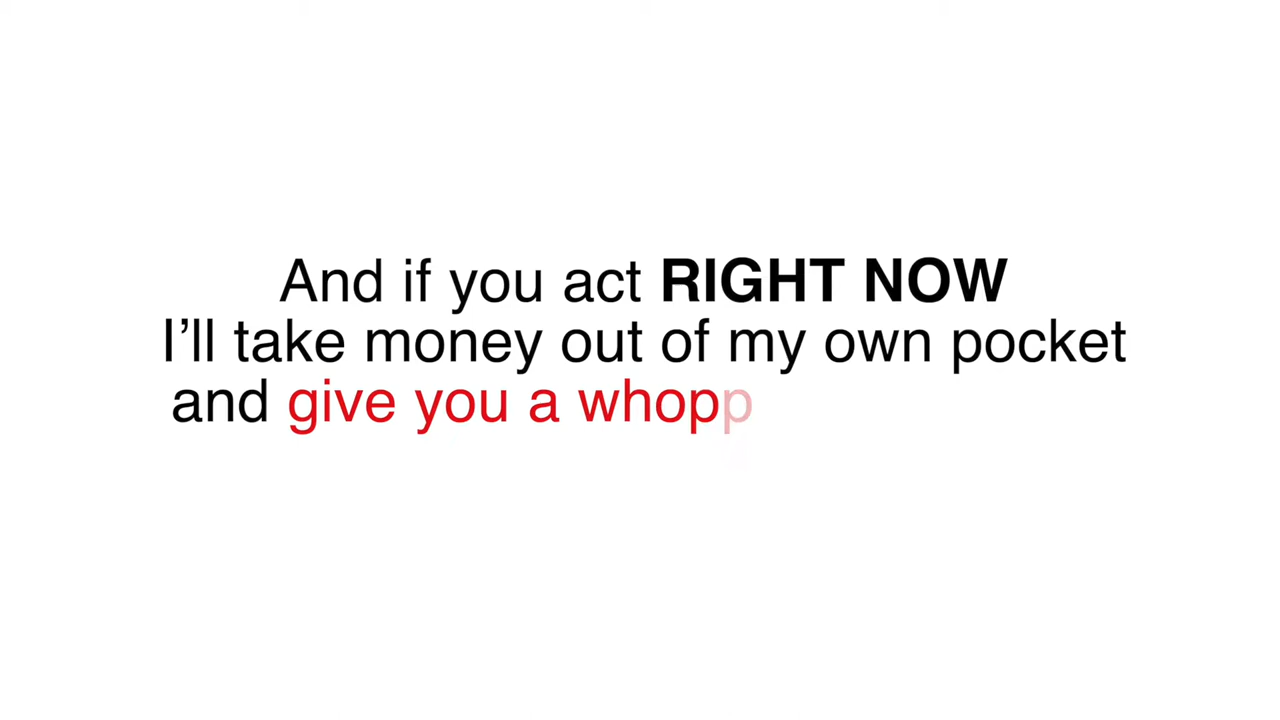 And if you act RIGHT NOW
I’ll take money out of my own pocket
and give you a whopp